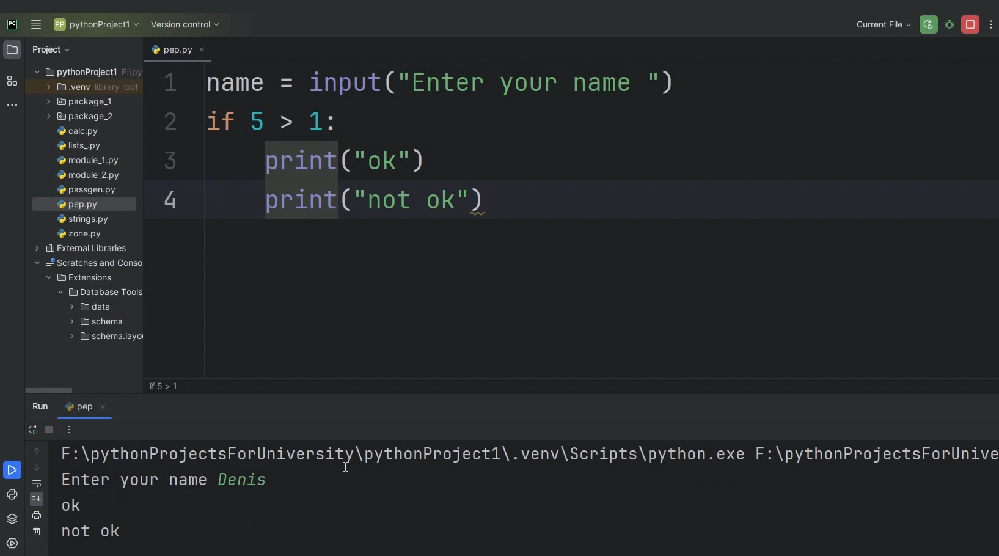 PC
PP pythonProject1
Version control
Current File
Project
pep.py
pythonProject1 F:\py
.venv library root
package_1
package_2
calc.py
lists_.py
module_1.py
module_2.py
passgen.py
pep.py
strings.py
zone.py
External Libraries
Scratches and Conso
Extensions
Database Tools
data
schema
schema.layou
1 name = input("Enter your name ")
2 if 5 > 1:
3 print("ok")
4 print("not ok")
if 5 > 1
Run
pep
F:\pythonProjectsForUniversity\pythonProject1\.venv\Scripts\python.exe F:\pythonProjectsForUnive
Enter your name Denis
ok
not ok